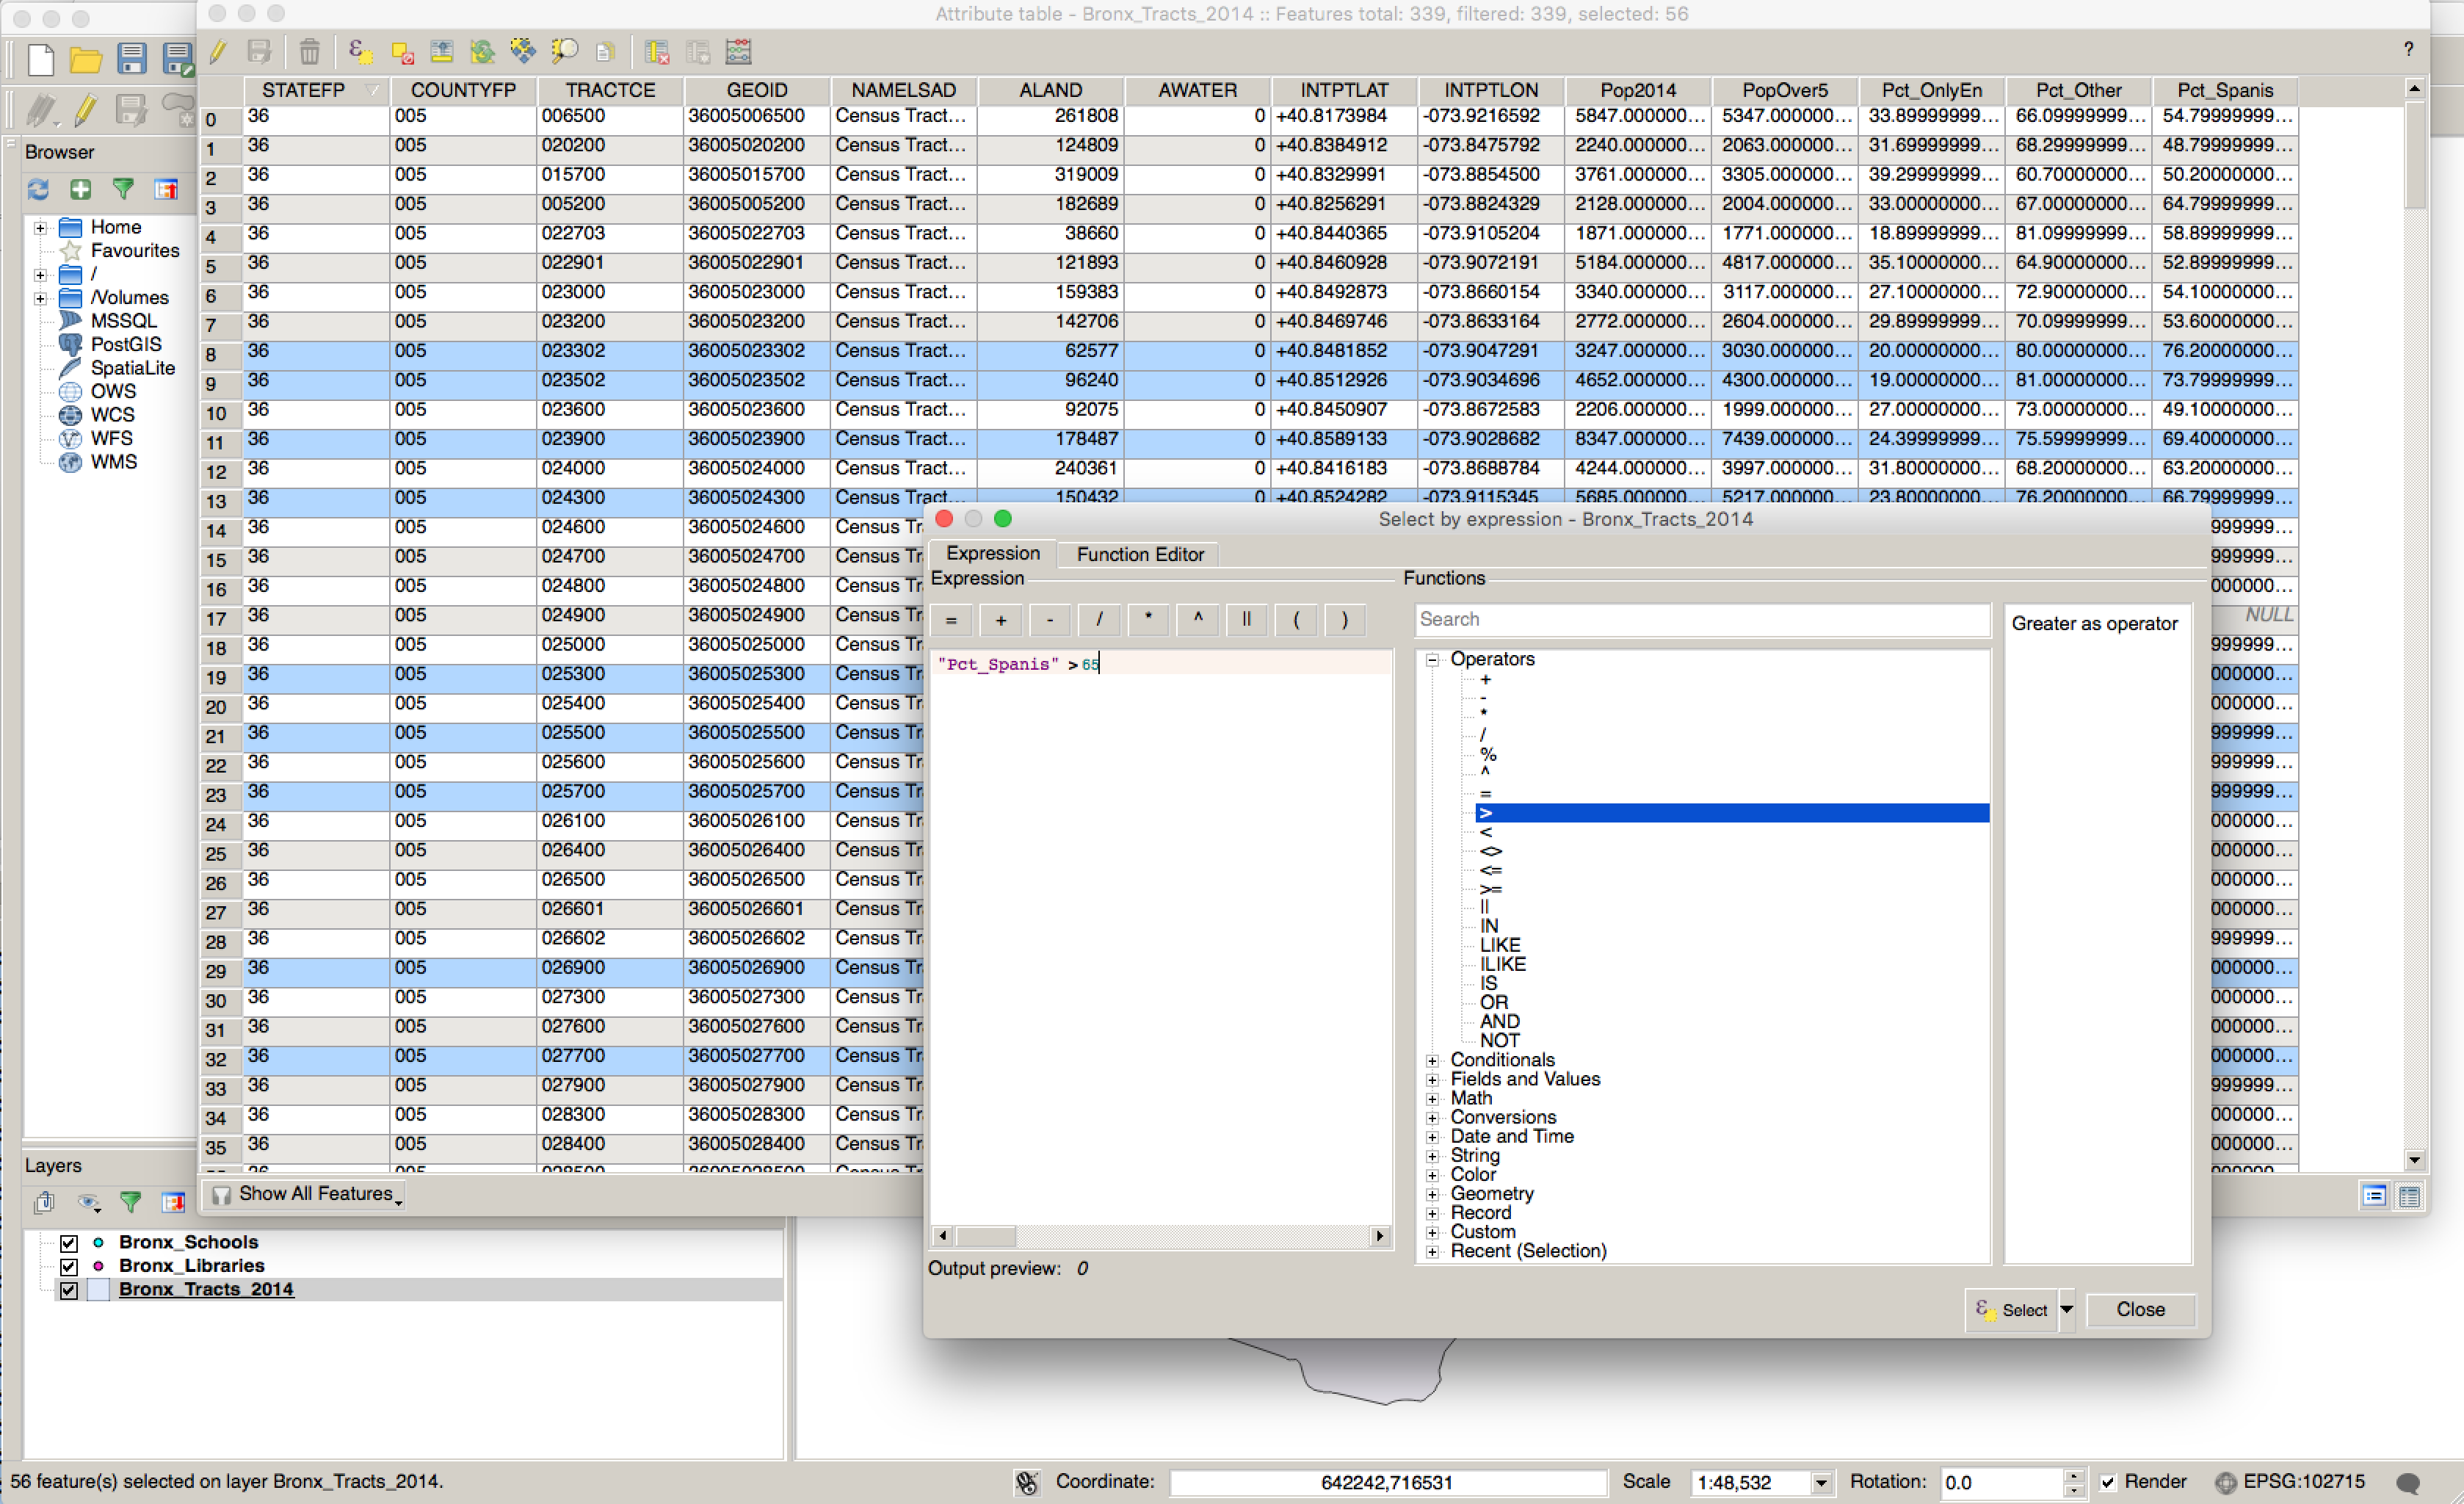 Attribute table - Bronx_Tracts_2014 :: Features total: 339, filtered: 339, selected: 56
?
STATEFP COUNTYFP TRACTCE GEOID NAMELSAD ALAND AWATER INTPTLAT INTPTLON Pop2014 PopOver5 Pct_OnlyEn Pct_Other Pct_Spanis
0 36 005 006500 36005006500 Census Tract... 261808 0 +40.8173984 -073.9216592 5847.000000... 5347.000000... 33.89999999... 66.09999999... 54.79999999...
1 36 005 020200 36005020200 Census Tract... 124809 0 +40.8384912 -073.8475792 2240.000000... 2063.000000... 31.69999999... 68.29999999... 48.79999999...
2 36 005 015700 36005015700 Census Tract... 319009 0 +40.8329991 -073.8854500 3761.000000... 3305.000000... 39.29999999... 60.70000000... 50.20000000...
3 36 005 005200 36005005200 Census Tract... 182689 0 +40.8256291 -073.8824329 2128.000000... 2004.000000... 33.00000000... 67.00000000... 64.79999999...
4 36 005 022703 36005022703 Census Tract... 38660 0 +40.8440365 -073.9105204 1871.000000... 1771.000000... 18.89999999... 81.09999999... 58.89999999...
5 36 005 022901 36005022901 Census Tract... 121893 0 +40.8460928 -073.9072191 5184.000000... 4817.000000... 35.10000000... 64.90000000... 52.89999999...
6 36 005 023000 36005023000 Census Tract... 159383 0 +40.8492873 -073.8660154 3340.000000... 3117.000000... 27.10000000... 72.90000000... 54.10000000...
7 36 005 023200 36005023200 Census Tract... 142706 0 +40.8469746 -073.8633164 2772.000000... 2604.000000... 29.89999999... 70.09999999... 53.60000000...
8 36 005 023302 36005023302 Census Tract... 62577 0 +40.8481852 -073.9047291 3247.000000... 3030.000000... 20.00000000... 80.00000000... 76.20000000...
9 36 005 023502 36005023502 Census Tract... 96240 0 +40.8512926 -073.9034696 4652.000000... 4300.000000... 19.00000000... 81.00000000... 73.79999999...
10 36 005 023600 36005023600 Census Tract... 92075 0 +40.8450907 -073.8672583 2206.000000... 1999.000000... 27.00000000... 73.00000000... 49.10000000...
11 36 005 023900 36005023900 Census Tract... 178487 0 +40.8589133 -073.9028682 8347.000000... 7439.000000... 24.39999999... 75.59999999... 69.40000000...
12 36 005 024000 36005024000 Census Tract... 240361 0 +40.8416183 -073.8688784 4244.000000... 3997.000000... 31.80000000... 68.20000000... 63.20000000...
13 36 005 024300 36005024300 Census Tract... 150432 0 +40.8524282 -073.9115345 5685.000000... 5217.000000... 23.80000000... 76.20000000... 66.79999999...
14 36 005 024600 36005024600 Census Tr 999999...
15 36 005 024700 36005024700 Census Tr 999999...
16 36 005 024800 36005024800 Census Tr 000000...
17 36 005 024900 36005024900 Census Tr NULL
18 36 005 025000 36005025000 Census Tr 999999...
19 36 005 025300 36005025300 Census Tr 000000...
20 36 005 025400 36005025400 Census Tr 000000...
21 36 005 025500 36005025500 Census Tr 999999...
22 36 005 025600 36005025600 Census Tr 999999...
23 36 005 025700 36005025700 Census Tr 999999...
24 36 005 026100 36005026100 Census Tr 000000...
25 36 005 026400 36005026400 Census Tr 000000...
26 36 005 026500 36005026500 Census Tr 000000...
27 36 005 026601 36005026601 Census Tr 000000...
28 36 005 026602 36005026602 Census Tr 999999...
29 36 005 026900 36005026900 Census Tr 000000...
30 36 005 027300 36005027300 Census Tr 000000...
31 36 005 027600 36005027600 Census Tr 000000...
32 36 005 027700 36005027700 Census Tr 000000...
33 36 005 027900 36005027900 Census Tr 999999...
34 36 005 028300 36005028300 Census Tr 000000...
35 36 005 028400 36005028400 Census Tr 000000...
Show All Features
Browser
Home
Favourites
/
/Volumes
MSSQL
PostGIS
SpatiaLite
OWS
WCS
WFS
WMS
Layers
Bronx_Schools
Bronx_Libraries
Bronx_Tracts_2014
Select by expression - Bronx_Tracts_2014
Expression Function Editor
Expression
= + - / * ^ || ( )
"Pct_Spanis" > 65
Output preview: 0
Functions
Search
Operators
+
-
*
/
%
^
=
>
<
<>
<=
>=
||
IN
LIKE
ILIKE
IS
OR
AND
NOT
Conditionals
Fields and Values
Math
Conversions
Date and Time
String
Color
Geometry
Record
Custom
Recent (Selection)
Greater as operator
Select Close
56 feature(s) selected on layer Bronx_Tracts_2014.
Coordinate: 642242,716531 Scale 1:48,532 Rotation: 0.0 Render EPSG:102715